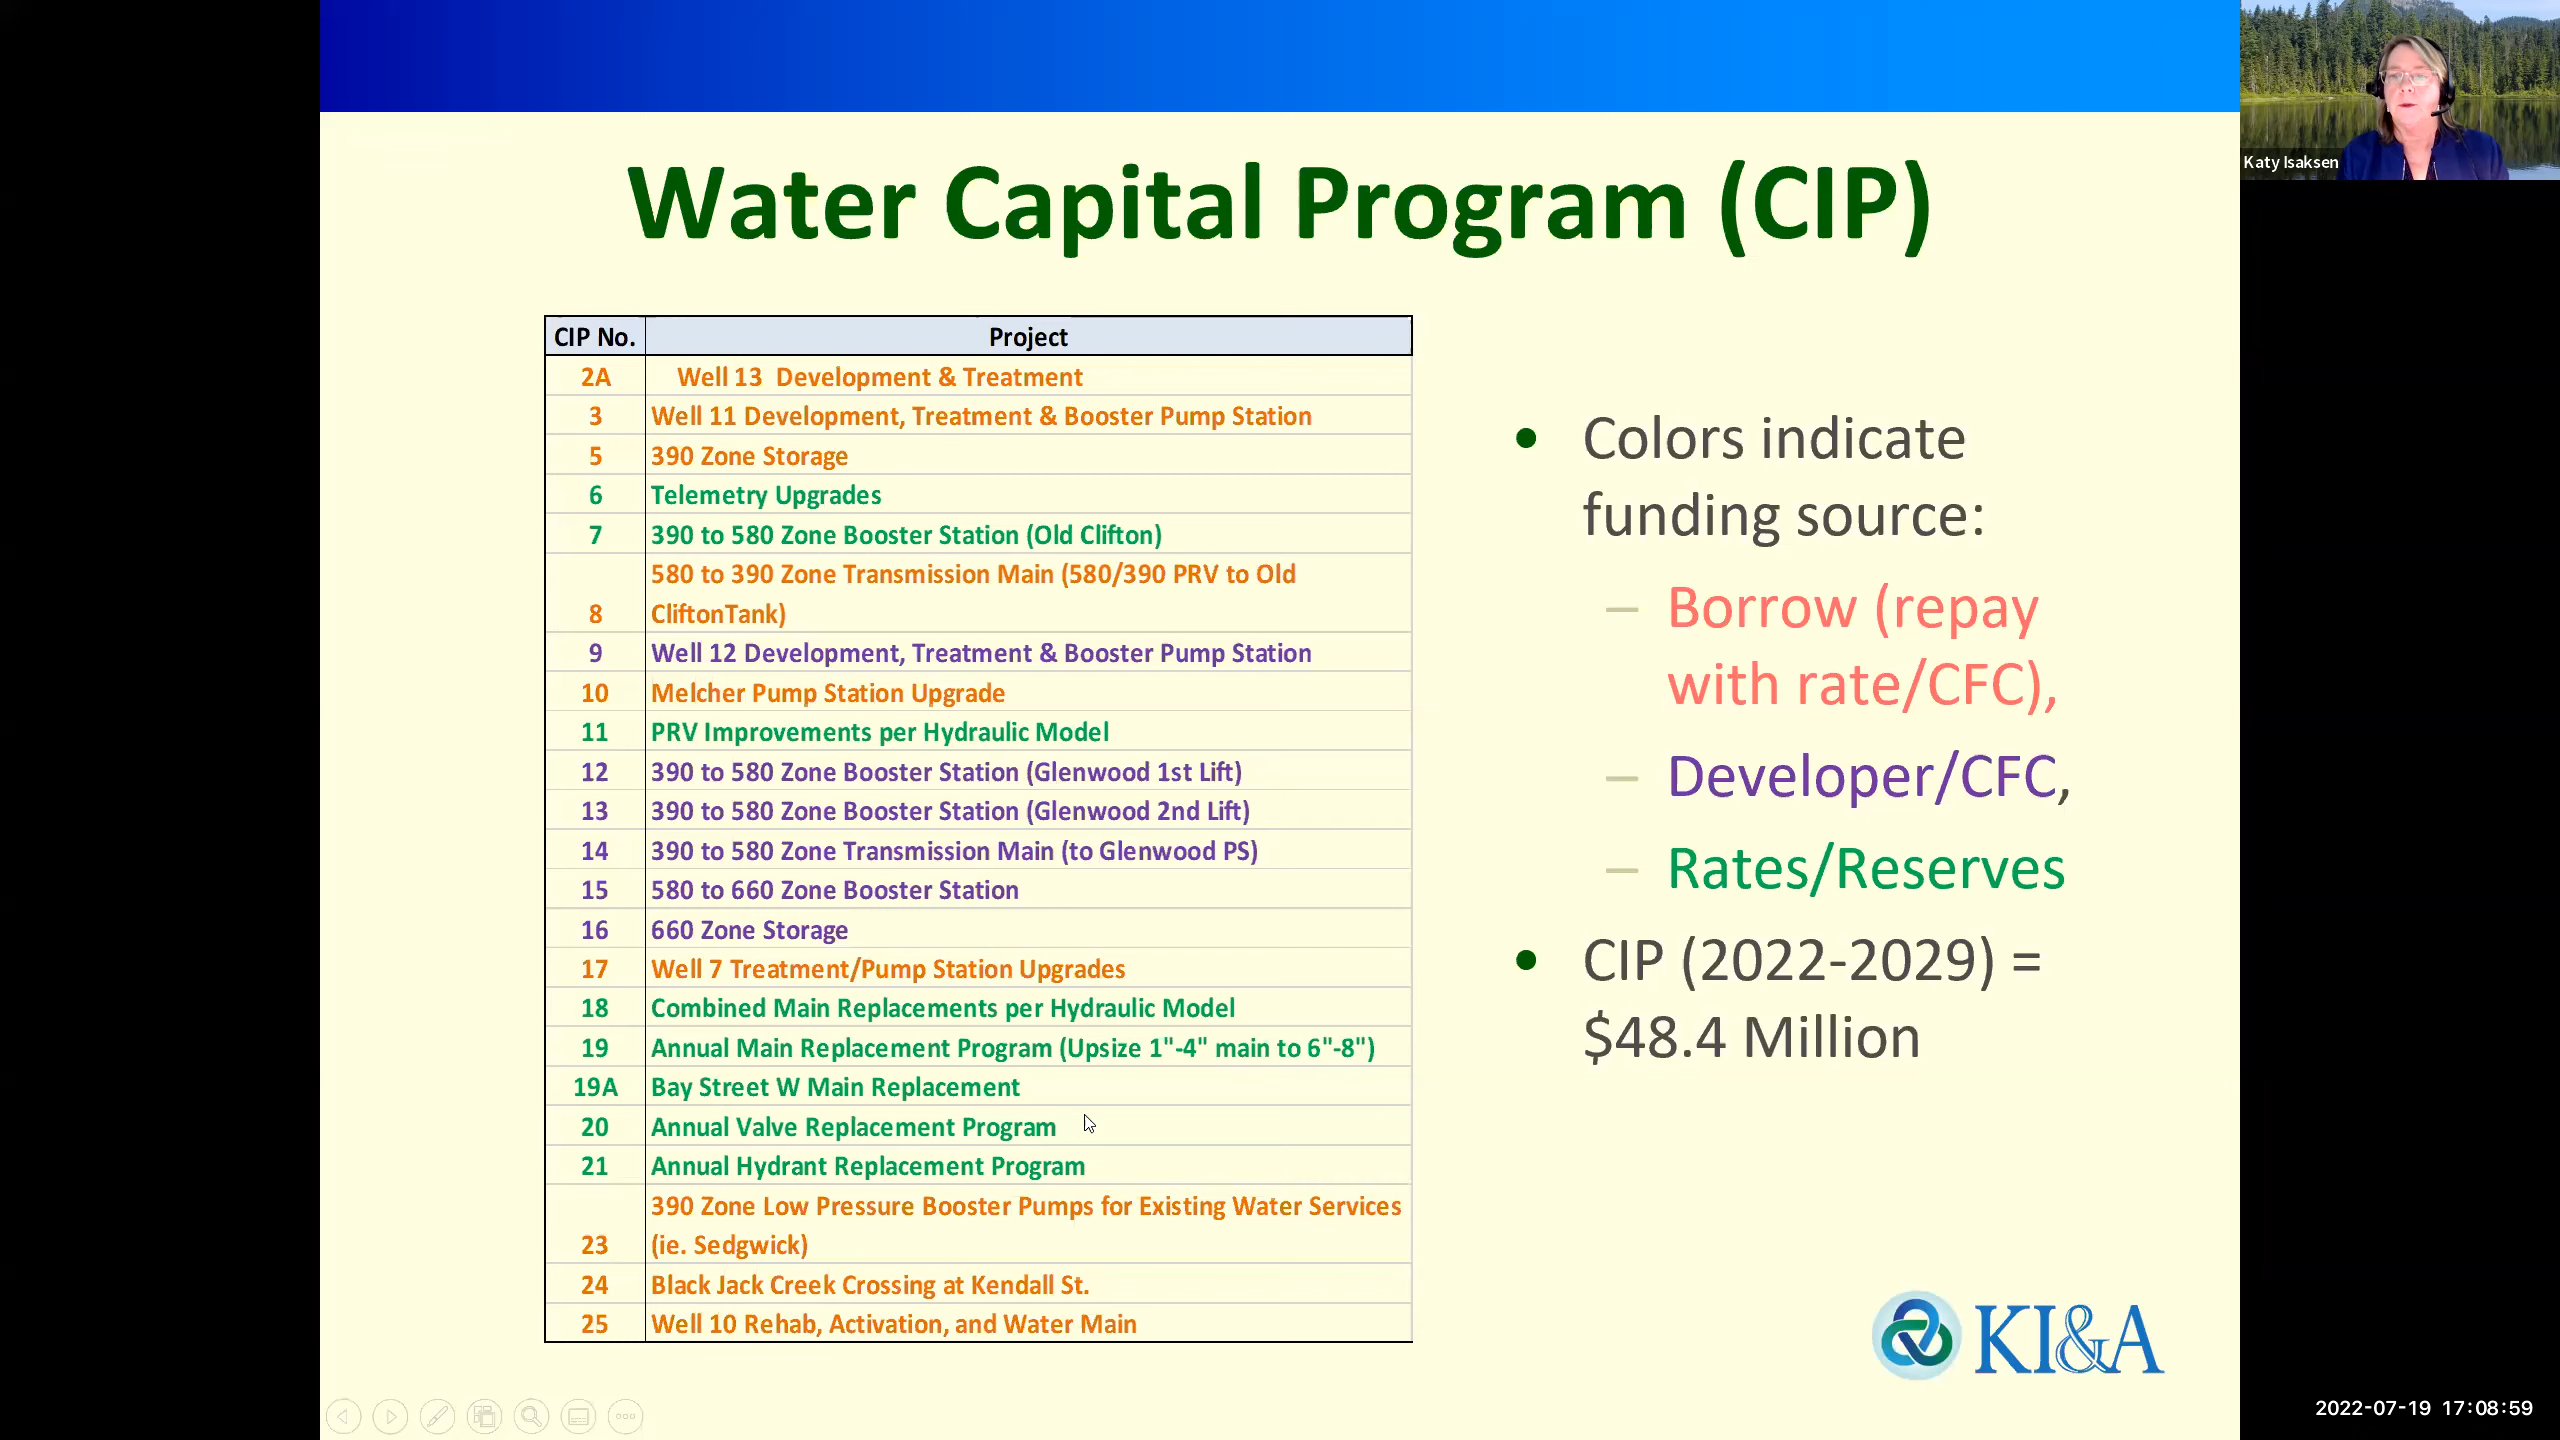 Water Capital Program (CIP)
CIP No. Project
2A Well 13 Development & Treatment
3 Well 11 Development, Treatment & Booster Pump Station
5 390 Zone Storage
6 Telemetry Upgrades
7 390 to 580 Zone Booster Station (Old Clifton)
580 to 390 Zone Transmission Main (580/390 PRV to Old
8 CliftonTank)
9 Well 12 Development, Treatment & Booster Pump Station
10 Melcher Pump Station Upgrade
11 PRV Improvements per Hydraulic Model
12 390 to 580 Zone Booster Station (Glenwood 1st Lift)
13 390 to 580 Zone Booster Station (Glenwood 2nd Lift)
14 390 to 580 Zone Transmission Main (to Glenwood PS)
15 580 to 660 Zone Booster Station
16 660 Zone Storage
17 Well 7 Treatment/Pump Station Upgrades
18 Combined Main Replacements per Hydraulic Model
19 Annual Main Replacement Program (Upsize 1"-4" main to 6"-8")
19A Bay Street W Main Replacement
20 Annual Valve Replacement Program
21 Annual Hydrant Replacement Program
390 Zone Low Pressure Booster Pumps for Existing Water Services
23 (ie. Sedgwick)
24 Black Jack Creek Crossing at Kendall St.
25 Well 10 Rehab, Activation, and Water Main
• Colors indicate
funding source:
– Borrow (repay
with rate/CFC),
– Developer/CFC,
– Rates/Reserves
• CIP (2022-2029) =
$48.4 Million
KI&A
Katy Isaksen
2022-07-19 17:08:59